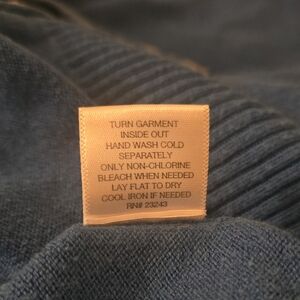 TURN GARMENT
INSIDE OUT
HAND WASH COLD
SEPARATELY
ONLY NON-CHLORINE
BLEACH WHEN NEEDED
LAY FLAT TO DRY
COOL IRON IF NEEDED
RN# 23243